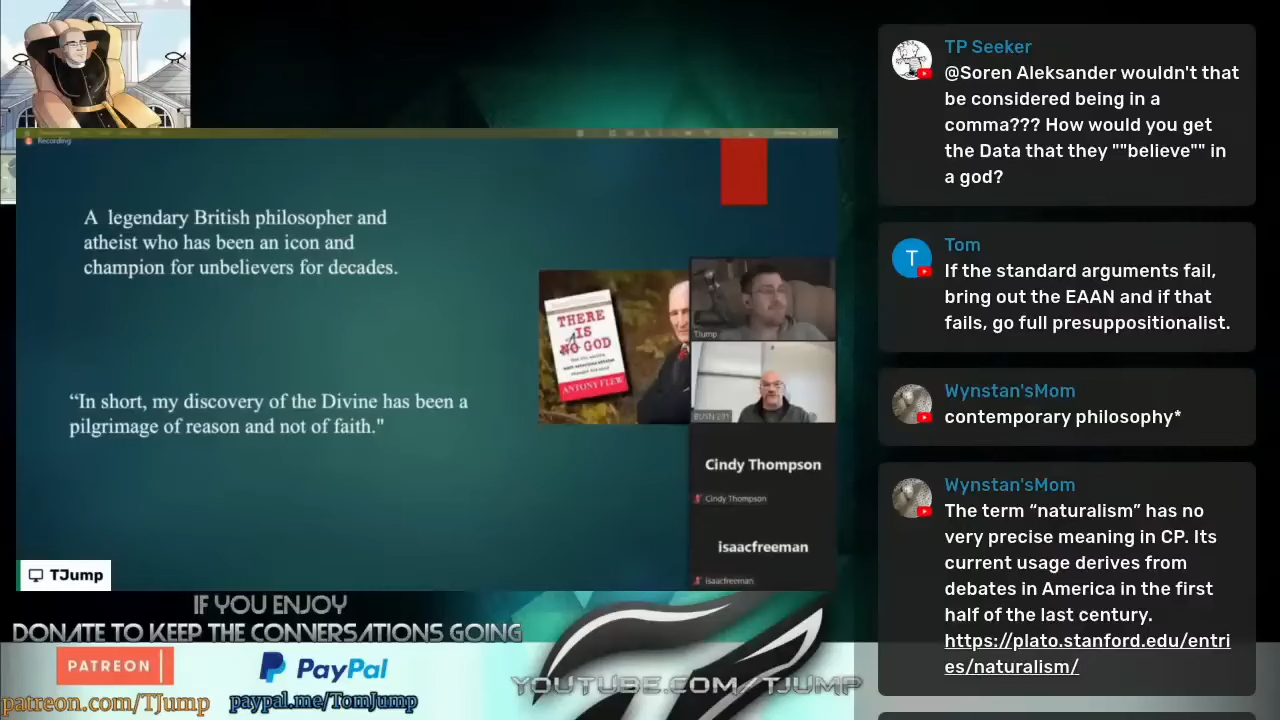 Recording
A legendary British philosopher and
atheist who has been an icon and
champion for unbelievers for decades.
“In short, my discovery of the Divine has been a
pilgrimage of reason and not of faith."
THERE
IS
A
NO GOD
ANTONY FLEW
TJump
Cindy Thompson
Cindy Thompson
isaacfreeman
isaacfreeman
TJump
IF YOU ENJOY
DONATE TO KEEP THE CONVERSATIONS GOING
PATREON
PayPal
patreon.com/TJump
paypal.me/TomJump
YOUTUBE.COM/TJUMP
TP Seeker
@Soren Aleksander wouldn't that
be considered being in a
comma??? How would you get
the Data that they ""believe"" in
a god?
T
Tom
If the standard arguments fail,
bring out the EAAN and if that
fails, go full presuppositionalist.
Wynstan'sMom
contemporary philosophy*
Wynstan'sMom
The term “naturalism” has no
very precise meaning in CP. Its
current usage derives from
debates in America in the first
half of the last century.
https://plato.stanford.edu/entri
es/naturalism/